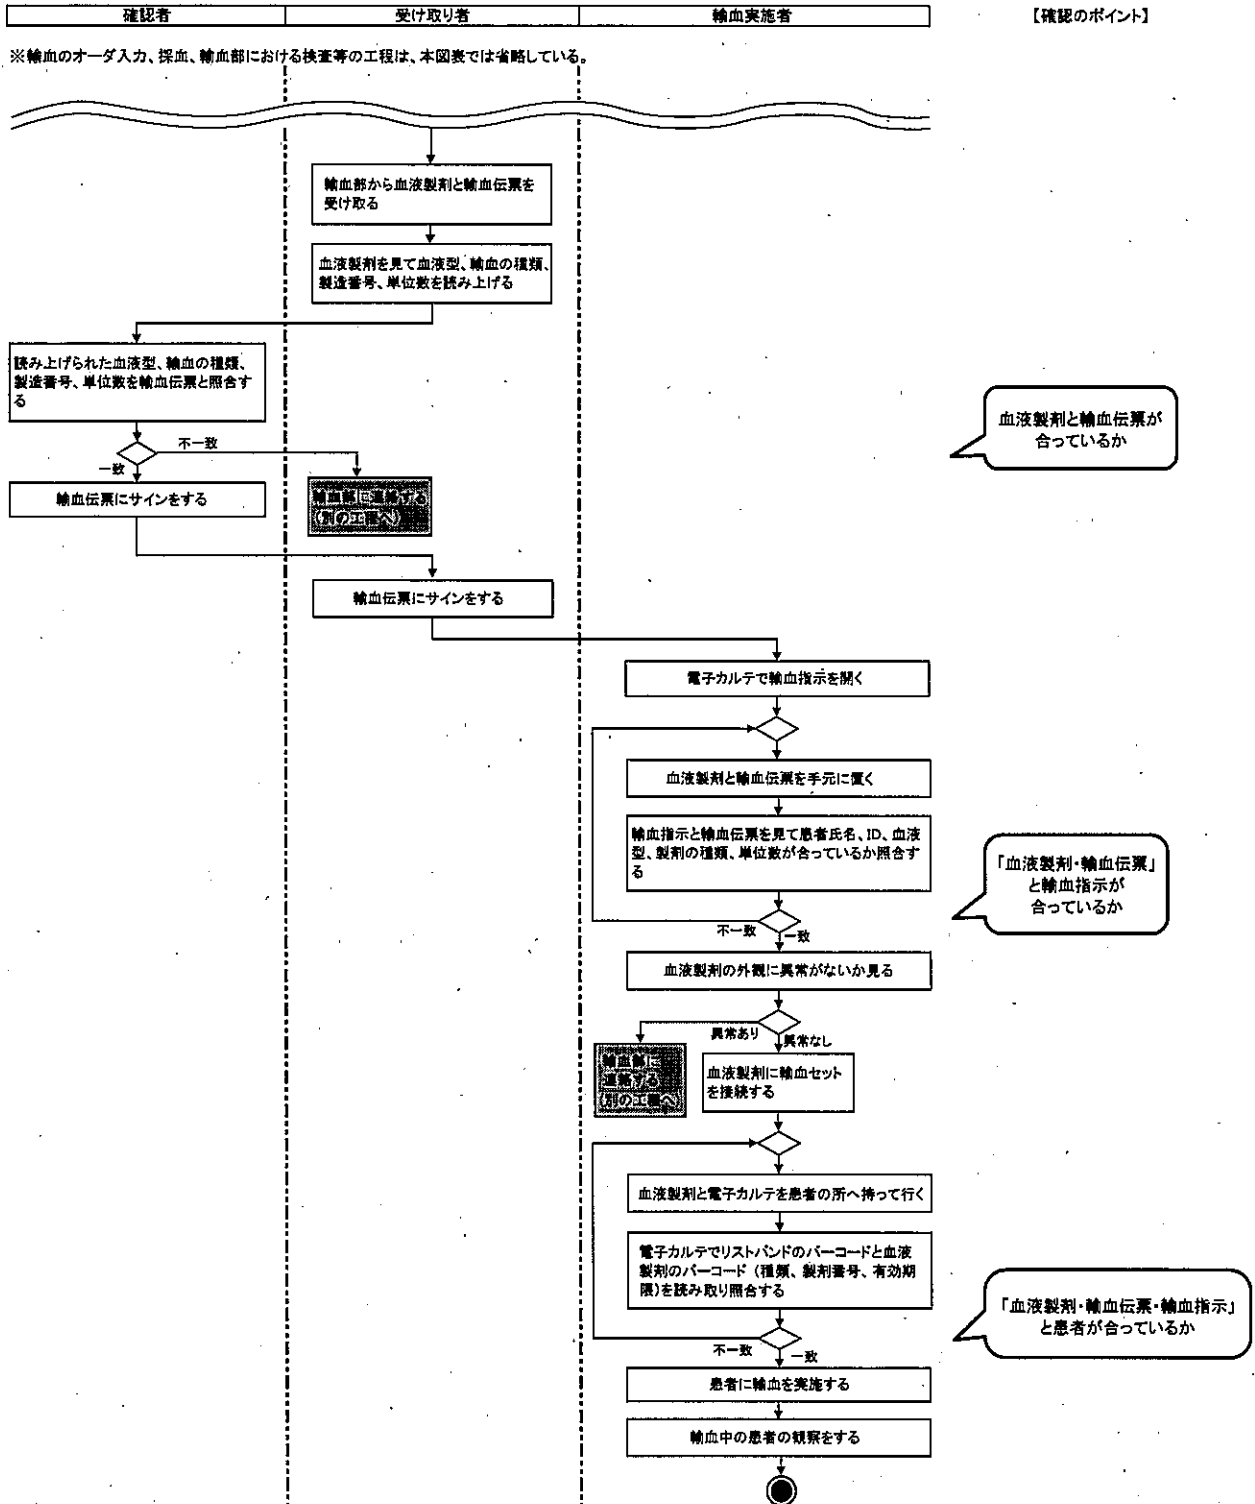 確認者
受け取り者
輸血実施者
【確認のポイント】
※輸血のオーダ入力、採血、輸血部における検査等の工程は、本図表では省略している。
輸血部から血液製剤と輸血伝票を
受け取る
血液製剤を見て血液型、輸血の種類、
製造番号、単位数を読み上げる
読み上げられた血液型、輸血の種類、
製造番号、単位数を輸血伝票と照合す
る
血液製剤と輸血伝票が
合っているか
不一致
一致
輸血伝票にサインをする
輸血部に連絡する
(別の工程へ)
輸血伝票にサインをする
電子カルテで輸血指示を開く
血液製剤と輸血伝票を手元に置く
輸血指示と輸血伝票を見て患者氏名、ID、血液
型、製剤の種類、単位数が合っているか照合す
る
「血液製剤・輸血伝票」
と輸血指示が
合っているか
不一致
一致
血液製剤の外観に異常がないか見る
異常あり
異常なし
輸血部に
連絡する
(別の工程へ)
血液製剤に輸血セット
を接続する
血液製剤と電子カルテを患者の所へ持って行く
電子カルテでリストバンドのバーコードと血液
製剤のバーコード（種類、製剤番号、有効期
限)を読み取り照合する
「血液製剤・輸血伝票・輸血指示」
と患者が合っているか
不一致
一致
患者に輸血を実施する
輸血中の患者の観察をする